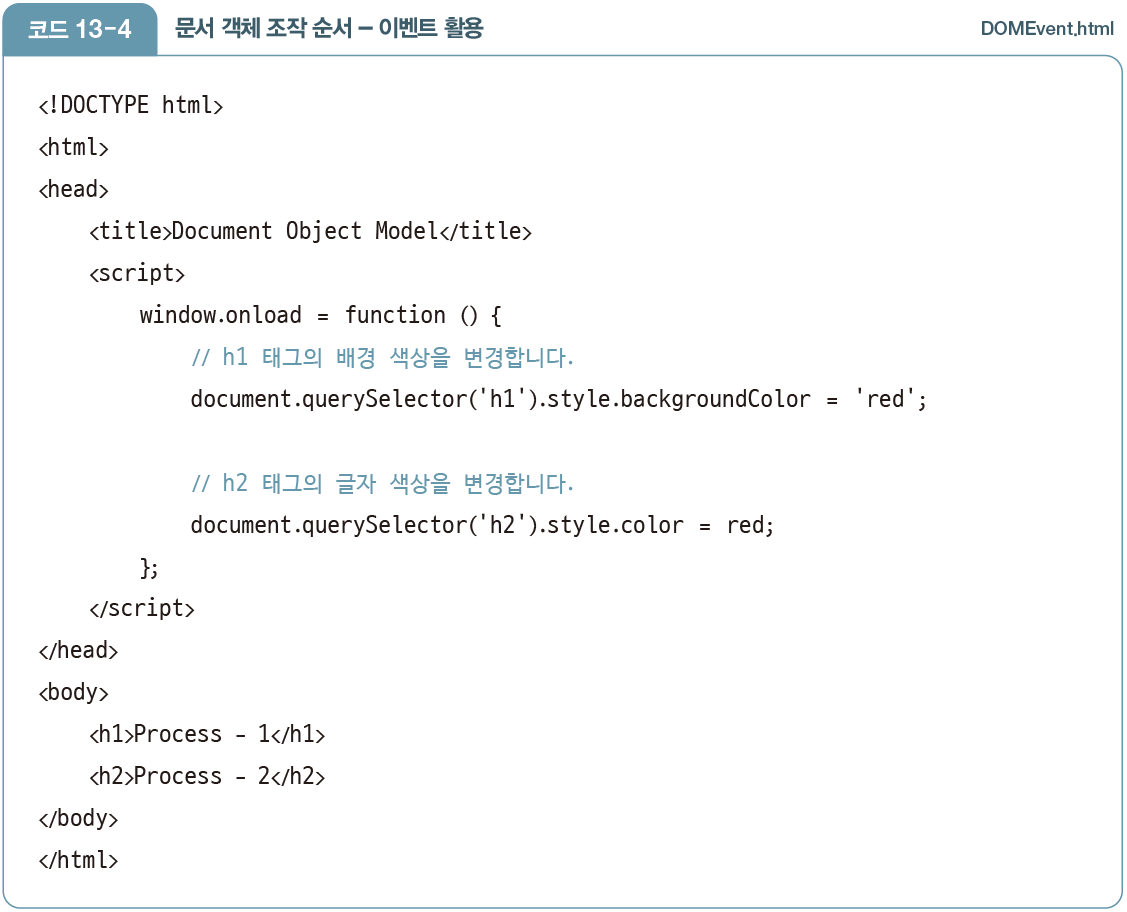 코드 13-4 문서 객체 조작 순서 – 이벤트 활용 DOMEvent.html
<!DOCTYPE html>
<html>
<head>
    <title>Document Object Model</title>
    <script>
        window.onload = function () {
            // h1 태그의 배경 색상을 변경합니다.
            document.querySelector('h1').style.backgroundColor = 'red';

            // h2 태그의 글자 색상을 변경합니다.
            document.querySelector('h2').style.color = red;
        };
    </script>
</head>
<body>
    <h1>Process - 1</h1>
    <h2>Process - 2</h2>
</body>
</html>